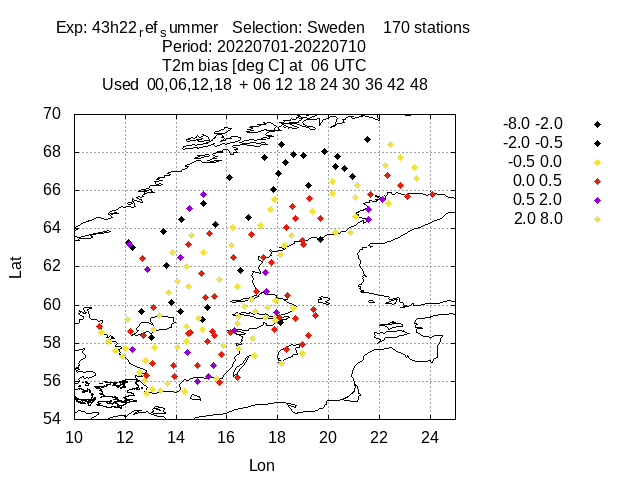 Exp: 43h22ref_summer Selection: Sweden 170 stations
Period: 20220701-20220710
T2m bias [deg C] at 06 UTC
Used 00,06,12,18 + 06 12 18 24 30 36 42 48
-8.0 -2.0
-2.0 -0.5
-0.5 0.0
0.0 0.5
0.5 2.0
2.0 8.0
70
68
66
64
62
60
58
56
54
Lat
10 12 14 16 18 20 22 24
Lon